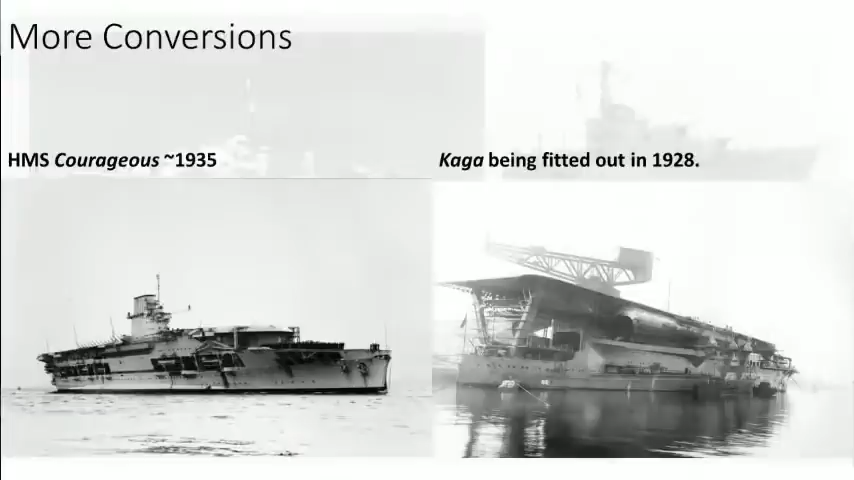 More Conversions
HMS Courageous ~1935
Kaga being fitted out in 1928.